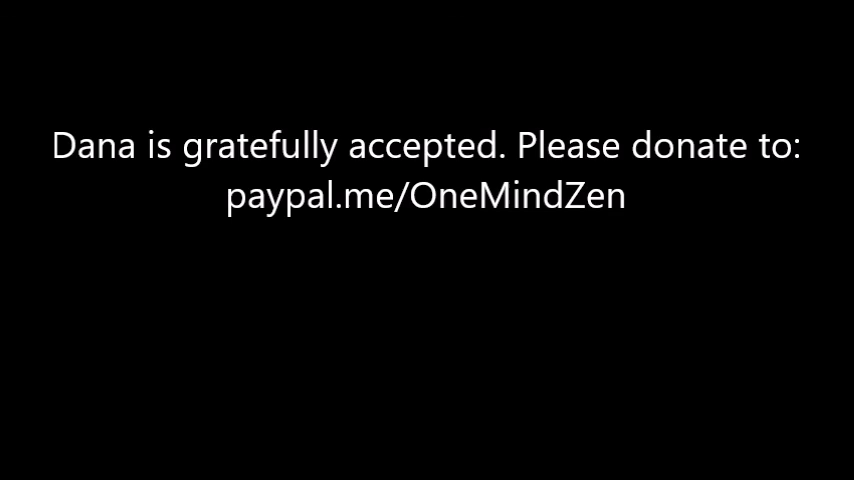 Dana is gratefully accepted. Please donate to:
paypal.me/OneMindZen